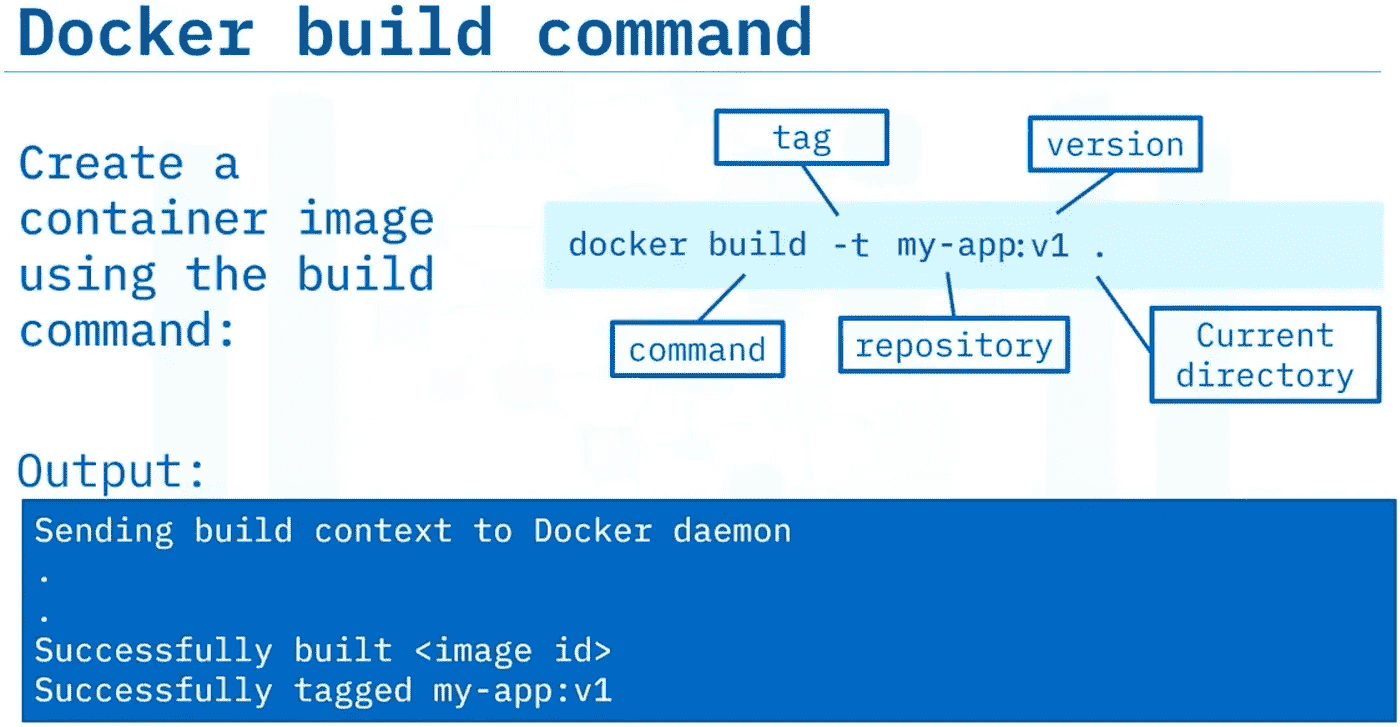 Docker build command
Create a
container image
using the build
command:
tag
version
docker build -t my-app:v1 .
command
repository
Current
directory
Output:
Sending build context to Docker daemon
.
.
Successfully built <image id>
Successfully tagged my-app:v1